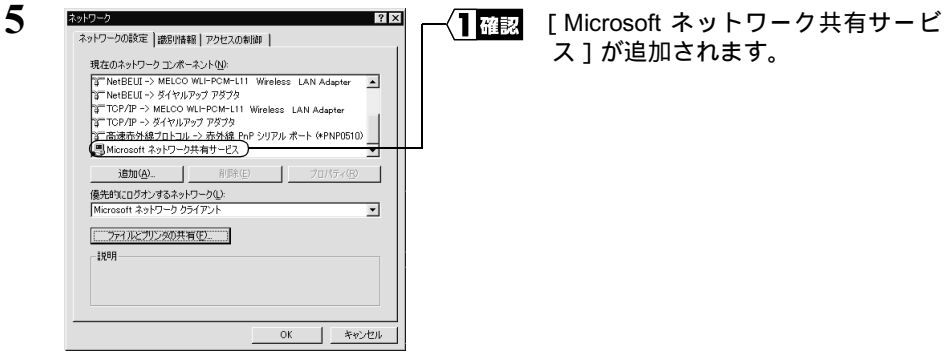 5
ネットワーク
ネットワークの設定 識別情報 アクセスの制御
現在のネットワーク コンポーネント(N):
NetBEUI -> MELCO WLI-PCM-L11 Wireless LAN Adapter
NetBEUI -> ダイヤルアップ アダプタ
TCP/IP -> MELCO WLI-PCM-L11 Wireless LAN Adapter
TCP/IP -> ダイヤルアップ アダプタ
高速赤外線プロトコル -> 赤外線 PnP シリアル ポート (*PNP0510)
Microsoft ネットワーク共有サービス
追加(A)... 削除(E) プロパティ(R)
優先的にログオンするネットワーク(L):
Microsoft ネットワーク クライアント
ファイルとプリンタの共有(F)...
説明
OK キャンセル
1 確認
[ Microsoft ネットワーク共有サービ
ス ] が追加されます。